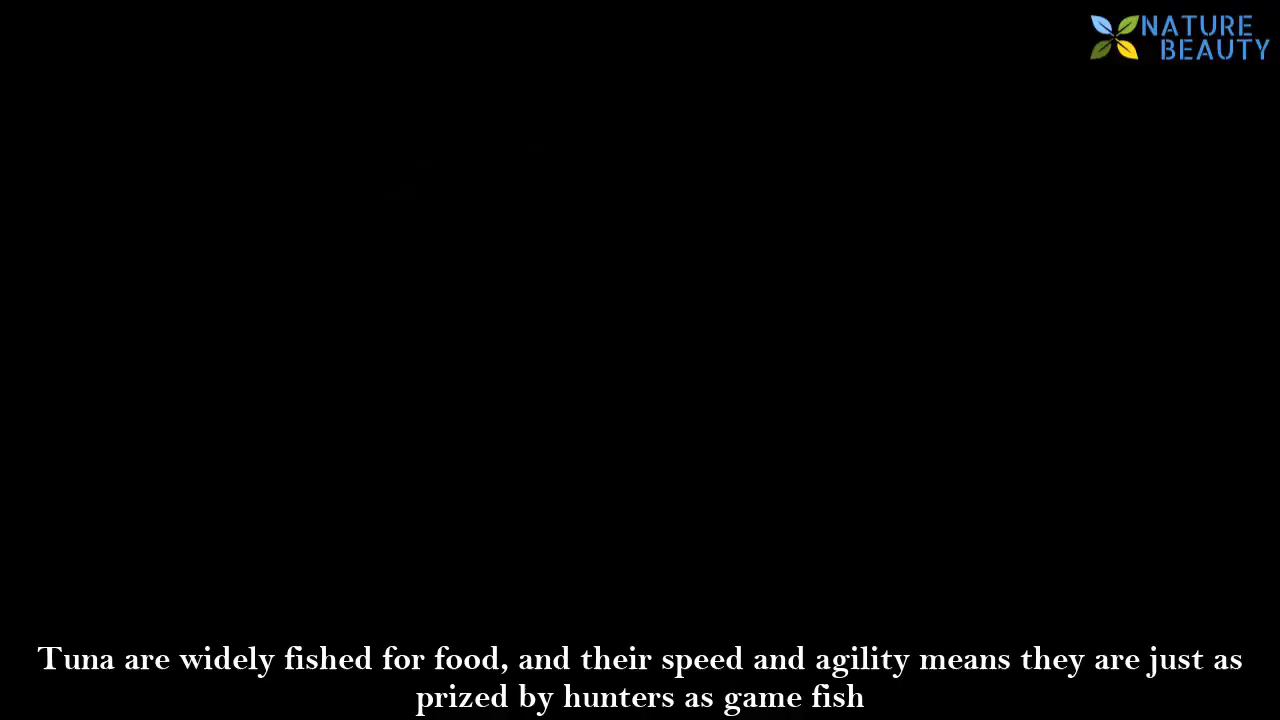 NATURE
BEAUTY
Tuna are widely fished for food, and their speed and agility means they are just as
prized by hunters as game fish